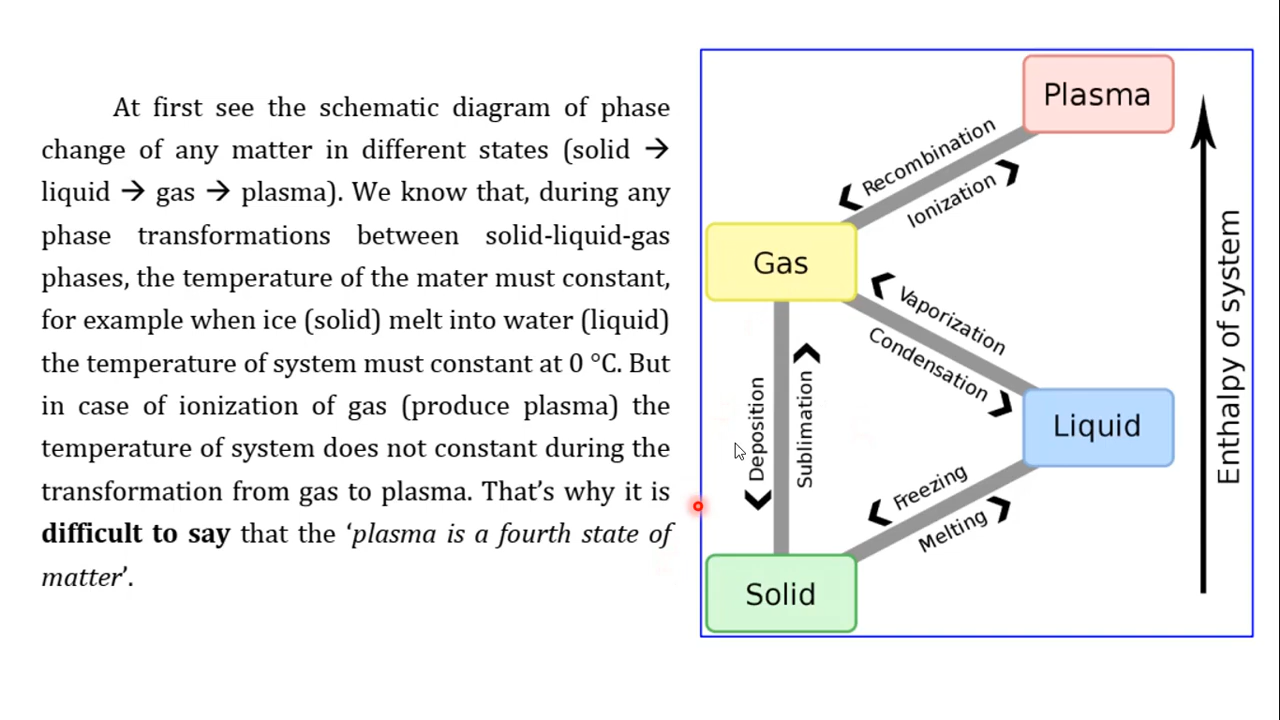 At first see the schematic diagram of phase
change of any matter in different states (solid →
liquid → gas → plasma). We know that, during any
phase transformations between solid-liquid-gas
phases, the temperature of the mater must constant,
for example when ice (solid) melt into water (liquid)
the temperature of system must constant at 0 °C. But
in case of ionization of gas (produce plasma) the
temperature of system does not constant during the
transformation from gas to plasma. That’s why it is
difficult to say that the ‘plasma is a fourth state of
matter’.
Plasma
Recombination
Ionization
Gas
Vaporization
Condensation
Deposition
Sublimation
Liquid
Freezing
Melting
Solid
Enthalpy of system